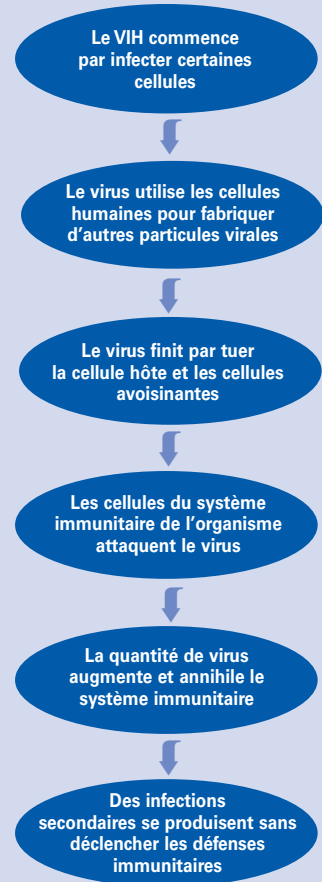 Le VIH commence
par infecter certaines
cellules
Le virus utilise les cellules
humaines pour fabriquer
d’autres particules virales
Le virus finit par tuer
la cellule hôte et les cellules
avoisinantes
Les cellules du système
immunitaire de l’organisme
attaquent le virus
La quantité de virus
augmente et annihile le
système immunitaire
Des infections
secondaires se produisent sans
déclencher les défenses
immunitaires